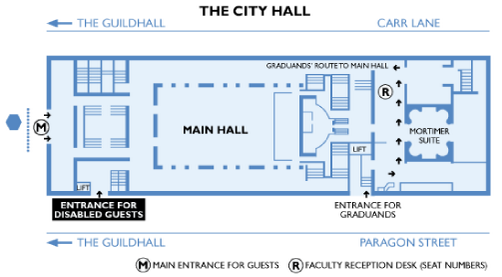 THE CITY HALL
THE GUILDHALL
CARR LANE
GRADUANDS' ROUTE TO MAIN HALL
R
M
MAIN HALL
MORTIMER
SUITE
LIFT
LIFT
ENTRANCE FOR
DISABLED GUESTS
ENTRANCE FOR
GRADUANDS
THE GUILDHALL
PARAGON STREET
M MAIN ENTRANCE FOR GUESTS R FACULTY RECEPTION DESK (SEAT NUMBERS)